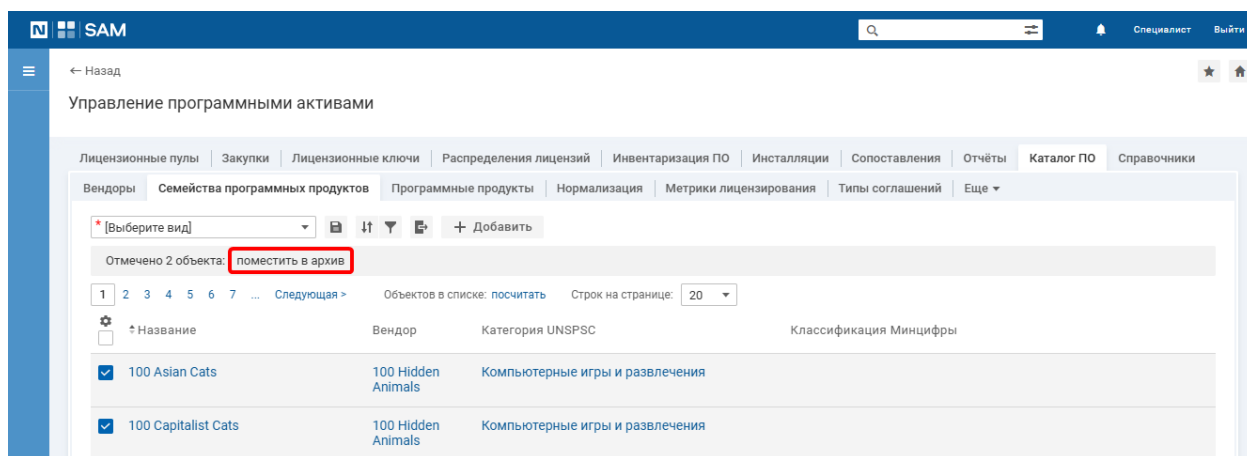 N SAM Специалист Выйти
← Назад
Управление программными активами
Лицензионные пулы Закупки Лицензионные ключи Распределения лицензий Инвентаризация ПО Инсталляции Сопоставления Отчёты Каталог ПО Справочники
Вендоры Семейства программных продуктов Программные продукты Нормализация Метрики лицензирования Типы соглашений Еще
* [Выберите вид] + Добавить
Отмечено 2 объекта: поместить в архив
1 2 3 4 5 6 7 ... Следующая > Объектов в списке: посчитать Строк на странице: 20
Название Вендор Категория UNSPSC Классификация Минцифры
100 Asian Cats 100 Hidden Компьютерные игры и развлечения
Animals
100 Capitalist Cats 100 Hidden Компьютерные игры и развлечения
Animals